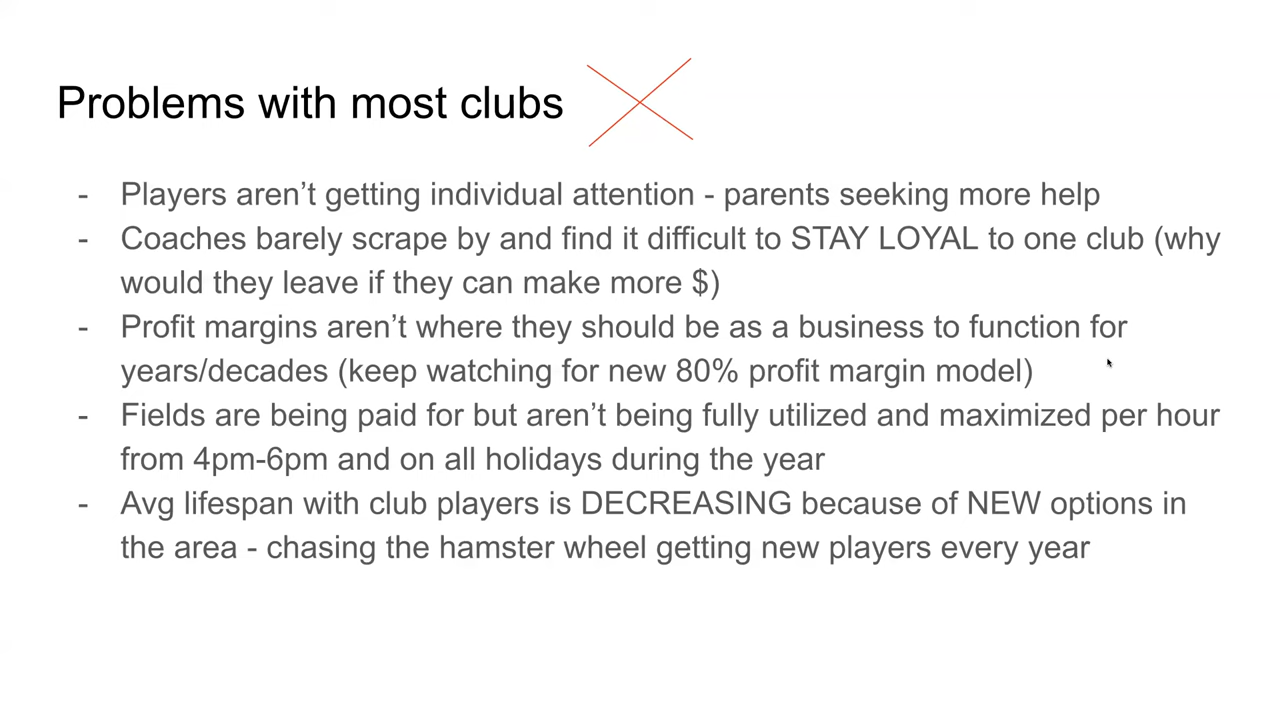 Problems with most clubs
- Players aren’t getting individual attention - parents seeking more help
- Coaches barely scrape by and find it difficult to STAY LOYAL to one club (why
would they leave if they can make more $)
- Profit margins aren’t where they should be as a business to function for
years/decades (keep watching for new 80% profit margin model)
- Fields are being paid for but aren’t being fully utilized and maximized per hour
from 4pm-6pm and on all holidays during the year
- Avg lifespan with club players is DECREASING because of NEW options in
the area - chasing the hamster wheel getting new players every year